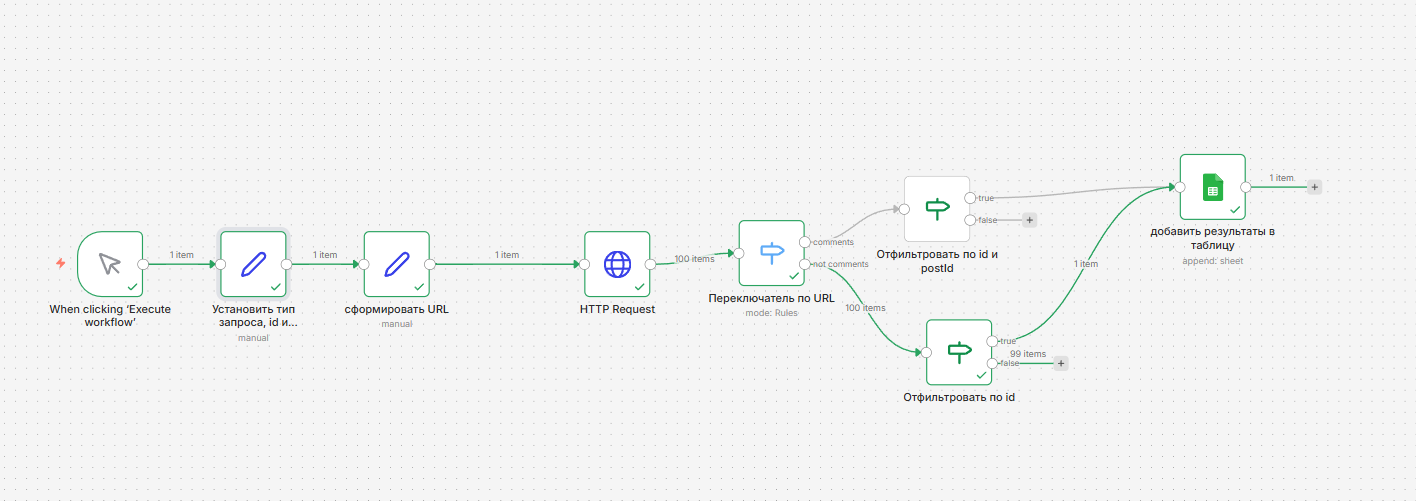 1 item
1 item
1 item
100 items
comments
not comments
100 items
true
false
true
99 items
false
1 item
1 item
When clicking ‘Execute
workflow’
Установить тип
запроса, id и...
manual
сформировать URL
manual
HTTP Request
Переключатель по URL
mode: Rules
Отфильтровать по id и
postId
Отфильтровать по id
добавить результаты в
таблицу
append: sheet